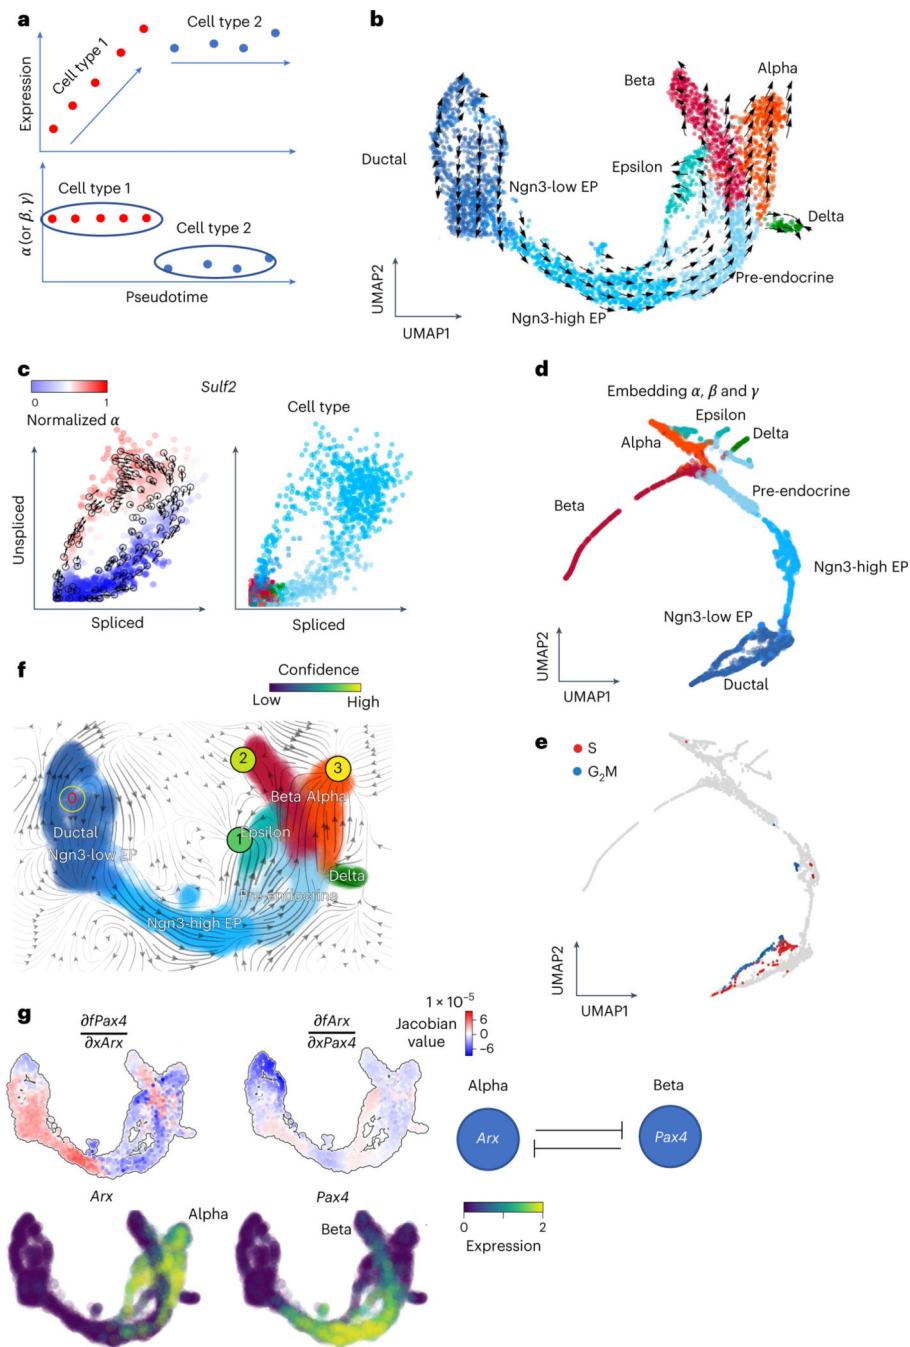 a
Cell type 2
Cell type 1
Expression
Cell type 1
Cell type 2
α (or β, γ)
Pseudotime
b
Beta
Alpha
Ductal
Epsilon
Ngn3-low EP
Delta
Pre-endocrine
Ngn3-high EP
UMAP2
UMAP1
c
Sulf2
0 1
Normalized α
Cell type
Unspliced
Spliced
Spliced
d
Embedding α, β and γ
Epsilon
Alpha
Delta
Beta
Pre-endocrine
Ngn3-high EP
Ngn3-low EP
Ductal
UMAP2
UMAP1
e
S
G2M
UMAP2
UMAP1
f
Confidence
Low High
2
3
0
Beta Alpha
1
Ductal
Epsilon
Ngn3-low EP
Delta
Pre-endocrine
Ngn3-high EP
g
∂fPax4
∂xArx
∂fArx
∂xPax4
1 × 10⁻⁵
Jacobian
value
6
0
−6
Alpha
Beta
Arx
Pax4
Arx
Pax4
Alpha
Beta
0 2
Expression